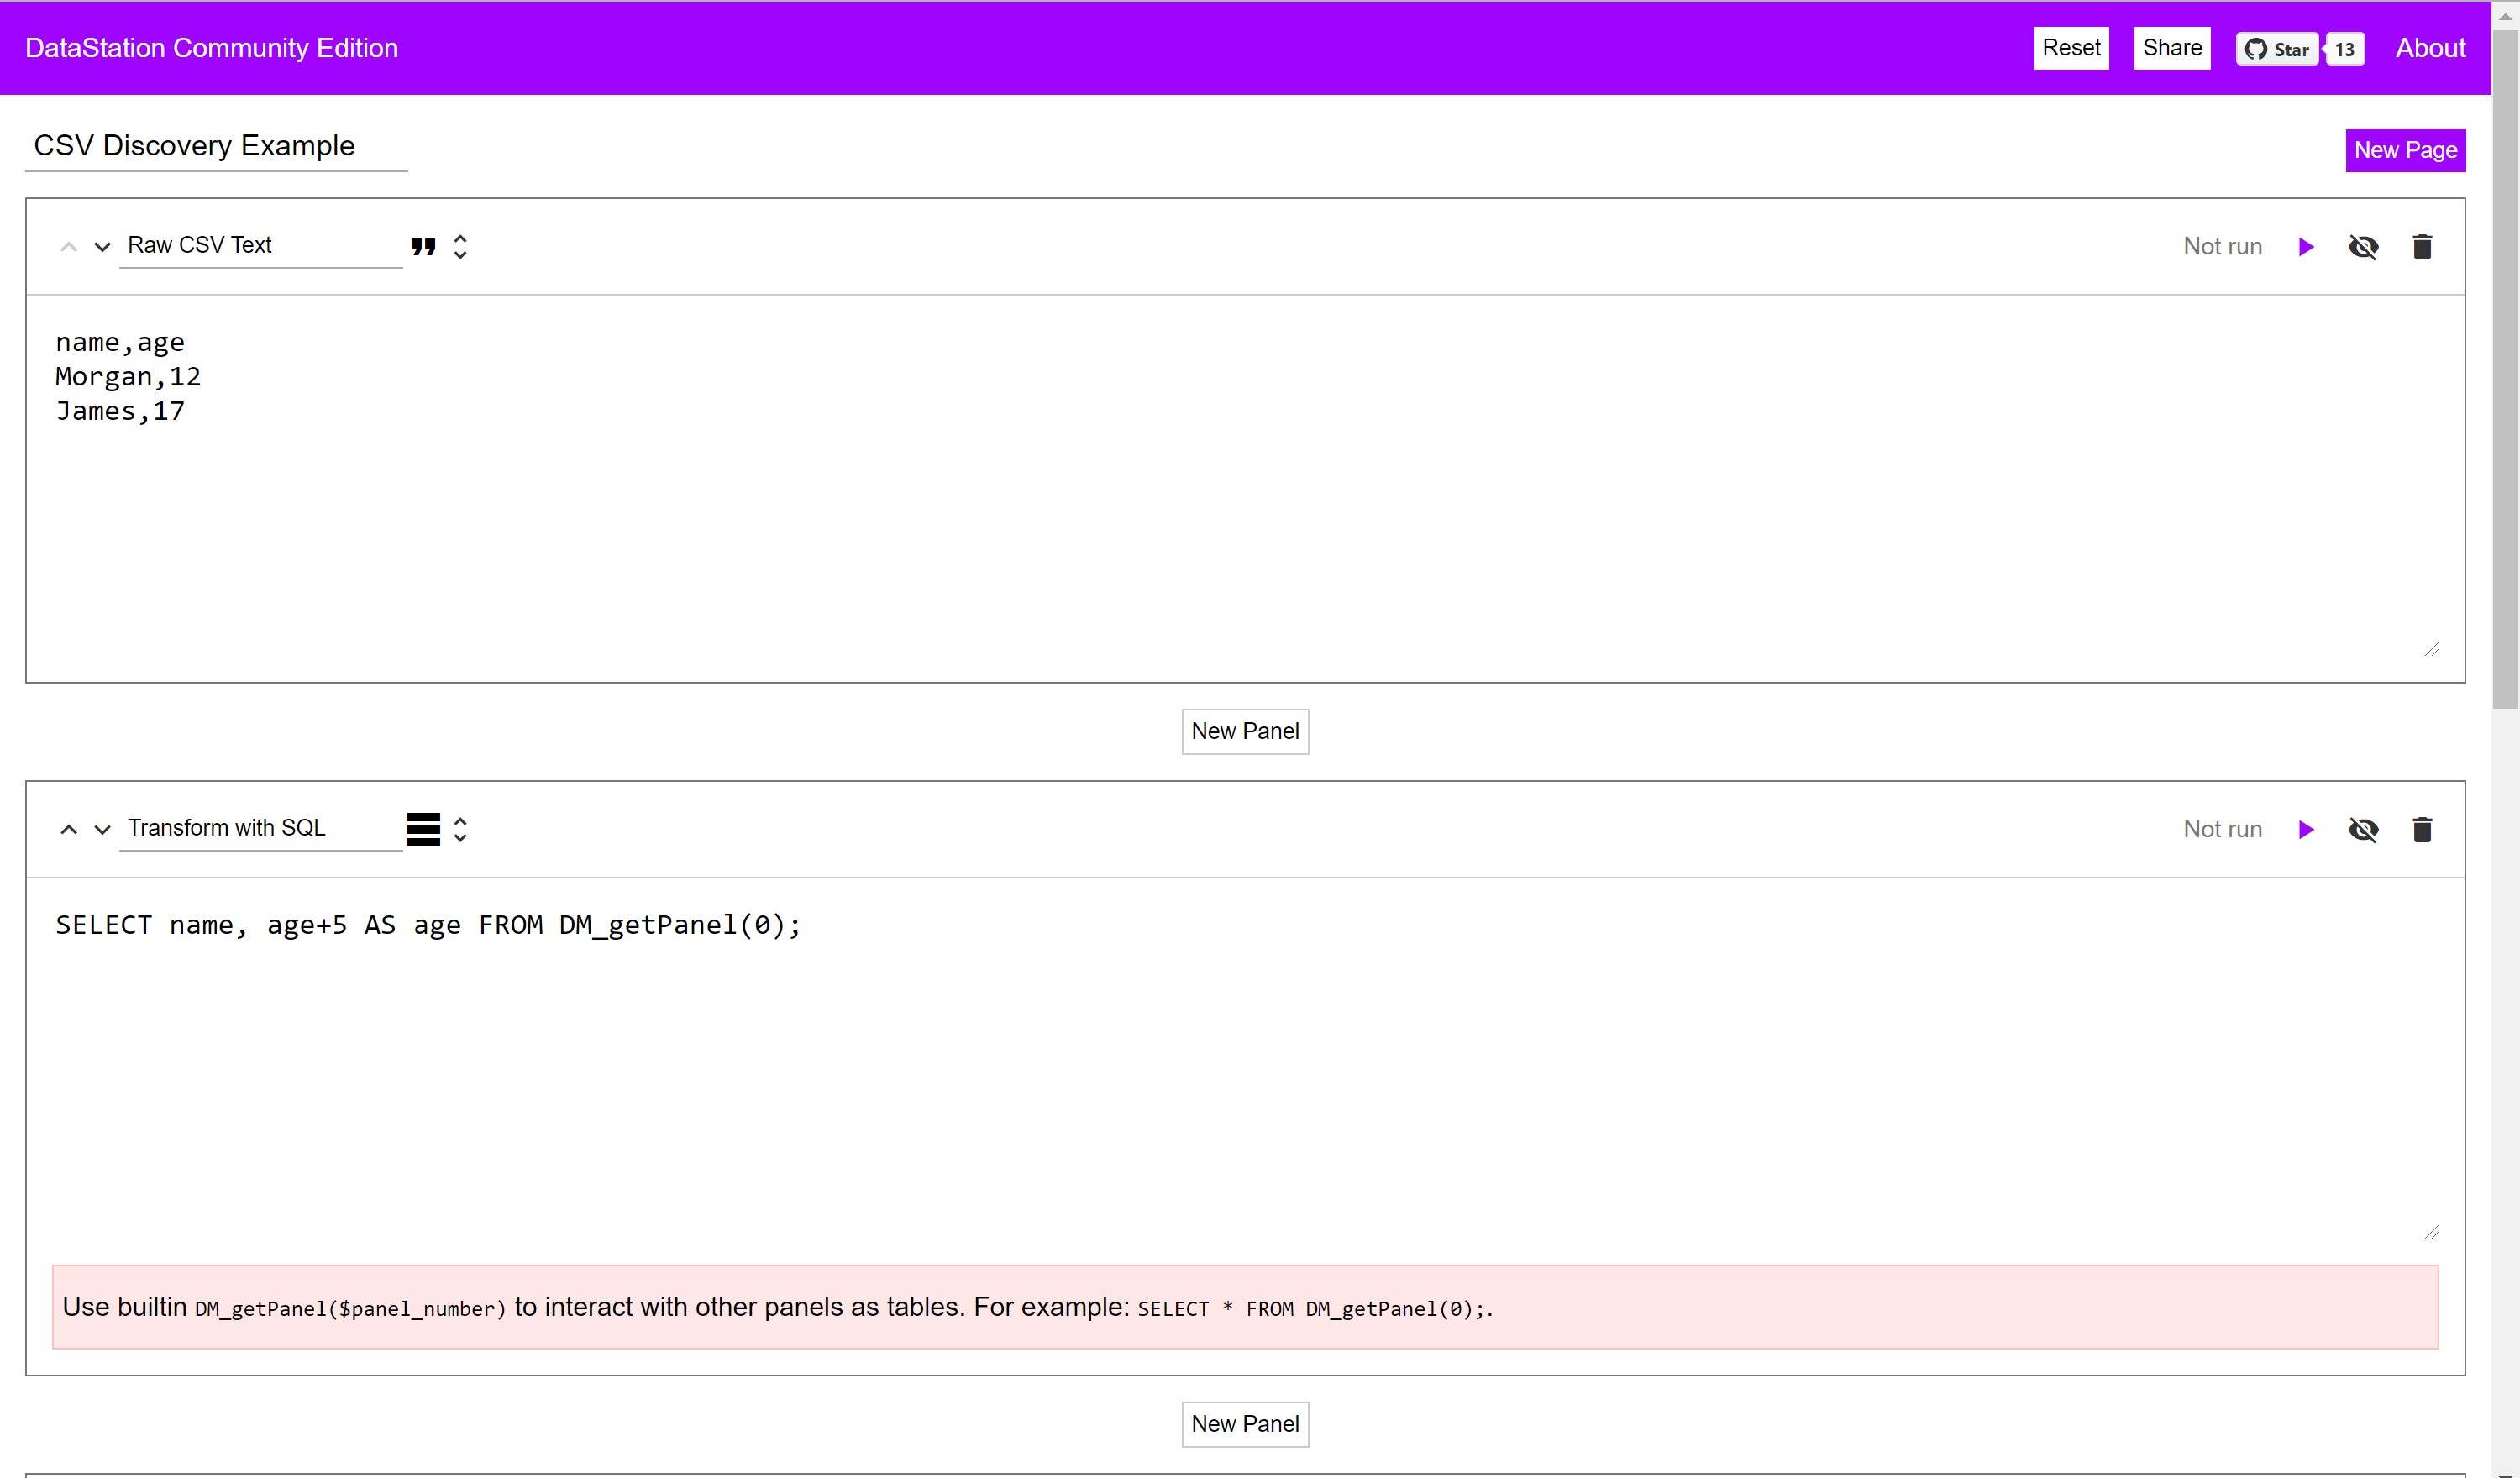 DataStation Community Edition
Reset
Share
Star
13
About
CSV Discovery Example
New Page
Raw CSV Text
Not run
name,age
Morgan,12
James,17
New Panel
Transform with SQL
Not run
SELECT name, age+5 AS age FROM DM_getPanel(0);
Use builtin DM_getPanel($panel_number) to interact with other panels as tables. For example: SELECT * FROM DM_getPanel(0);.
New Panel